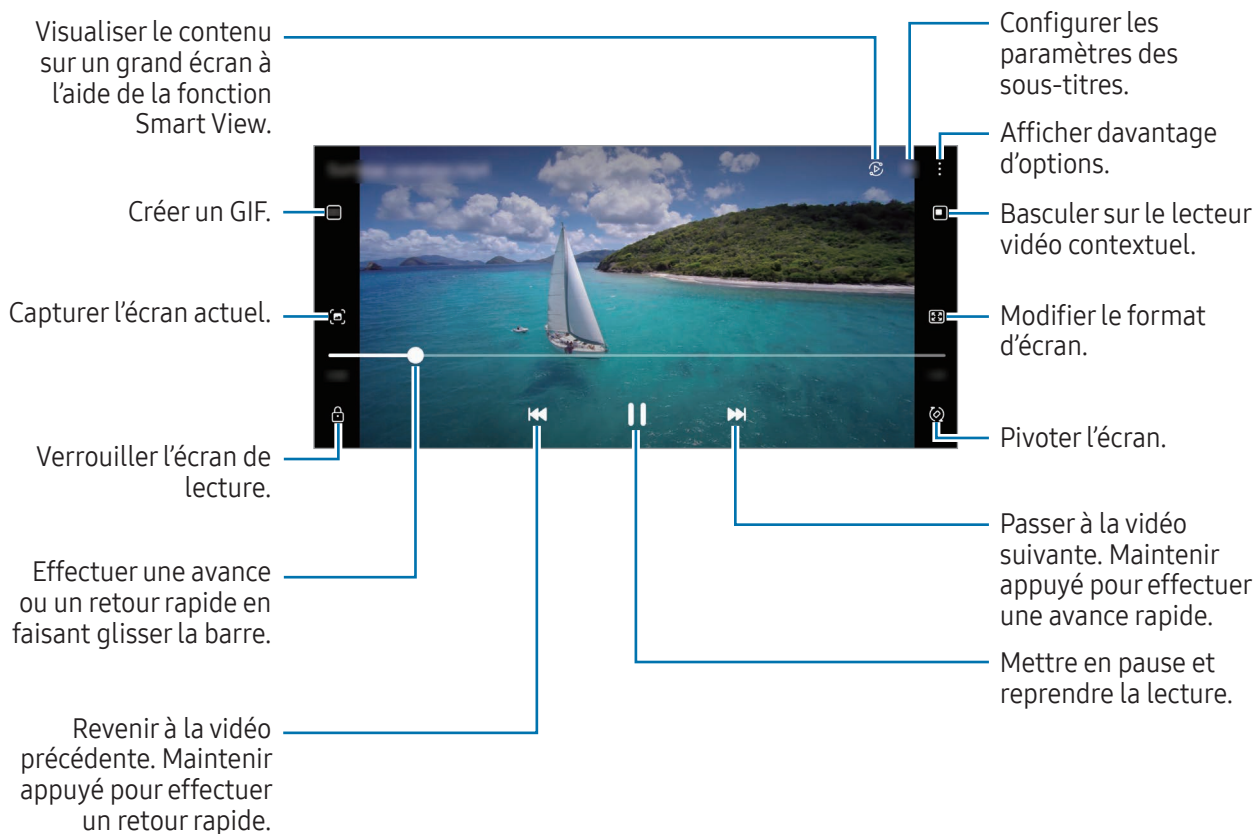 Visualiser le contenu
sur un grand écran à
l’aide de la fonction
Smart View.
Créer un GIF.
Capturer l’écran actuel.
Verrouiller l’écran de
lecture.
Effectuer une avance
ou un retour rapide en
faisant glisser la barre.
Revenir à la vidéo
précédente. Maintenir
appuyé pour effectuer
un retour rapide.
Configurer les
paramètres des
sous-titres.
Afficher davantage
d’options.
Basculer sur le lecteur
vidéo contextuel.
Modifier le format
d’écran.
Pivoter l’écran.
Passer à la vidéo
suivante. Maintenir
appuyé pour effectuer
une avance rapide.
Mettre en pause et
reprendre la lecture.